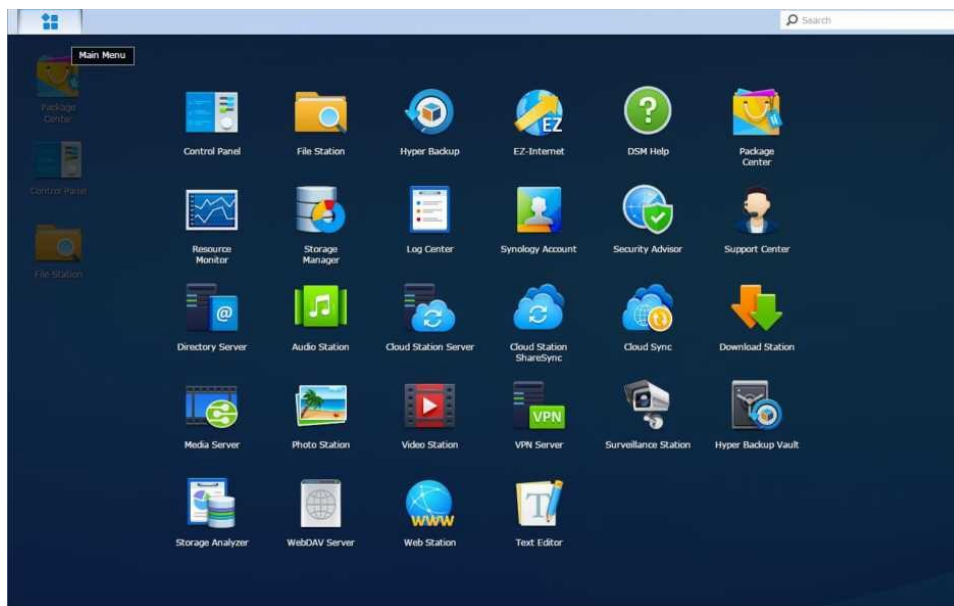 Search
Main Menu
Package
Center
Control Panel
File Station
Control Panel
File Station
Hyper Backup
EZ
EZ-Internet
?
DSM Help
Package
Center
Resource
Monitor
Storage
Manager
Log Center
Synology Account
Security Advisor
Support Center
@
Directory Server
Audio Station
Cloud Station Server
Cloud Station
ShareSync
Cloud Sync
Download Station
Media Server
Photo Station
Video Station
VPN
VPN Server
Surveillance Station
Hyper Backup Vault
Storage Analyzer
WebDAV Server
WWW
Web Station
T
Text Editor